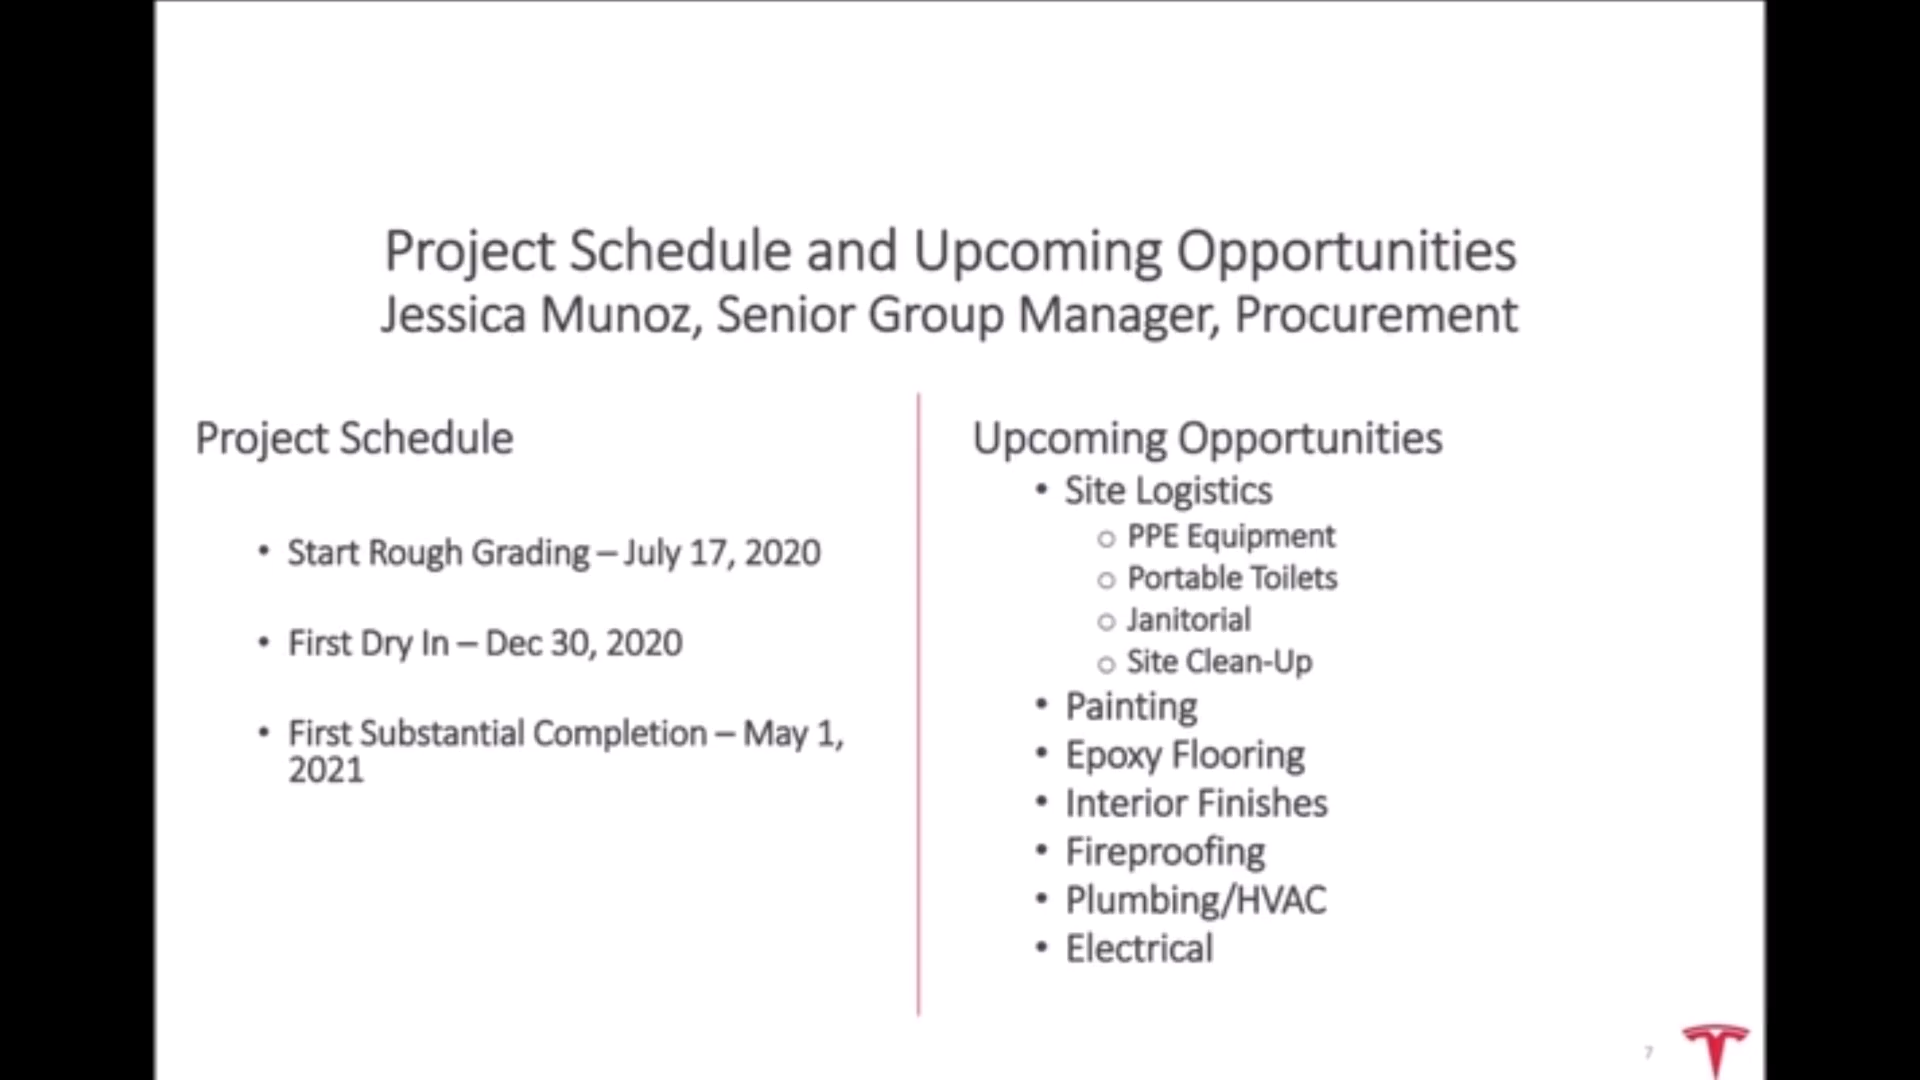 Project Schedule and Upcoming Opportunities
Jessica Munoz, Senior Group Manager, Procurement
Project Schedule
• Start Rough Grading – July 17, 2020
• First Dry In – Dec 30, 2020
• First Substantial Completion – May 1,
2021
Upcoming Opportunities
• Site Logistics
○ PPE Equipment
○ Portable Toilets
○ Janitorial
○ Site Clean-Up
• Painting
• Epoxy Flooring
• Interior Finishes
• Fireproofing
• Plumbing/HVAC
• Electrical
7